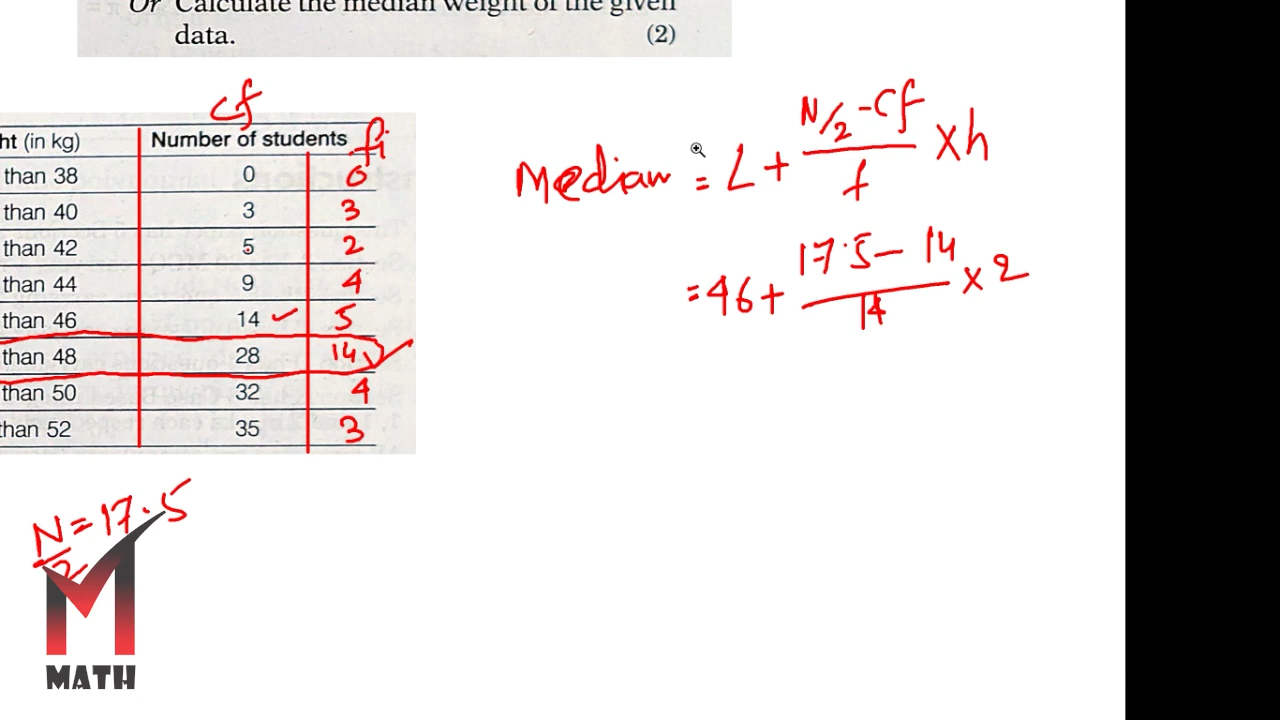 Or Calculate the median weight of the given
data. (2)
Cf
ht (in kg) Number of students fi
than 38 0 0
than 40 3 3
than 42 5 2
than 44 9 4
than 46 14 5
than 48 28 14
than 50 32 4
than 52 35 3
Median = L + N/2 - Cf / f × h
= 46 + 17.5 - 14 / 14 × 2
N/2 = 17.5
MATH